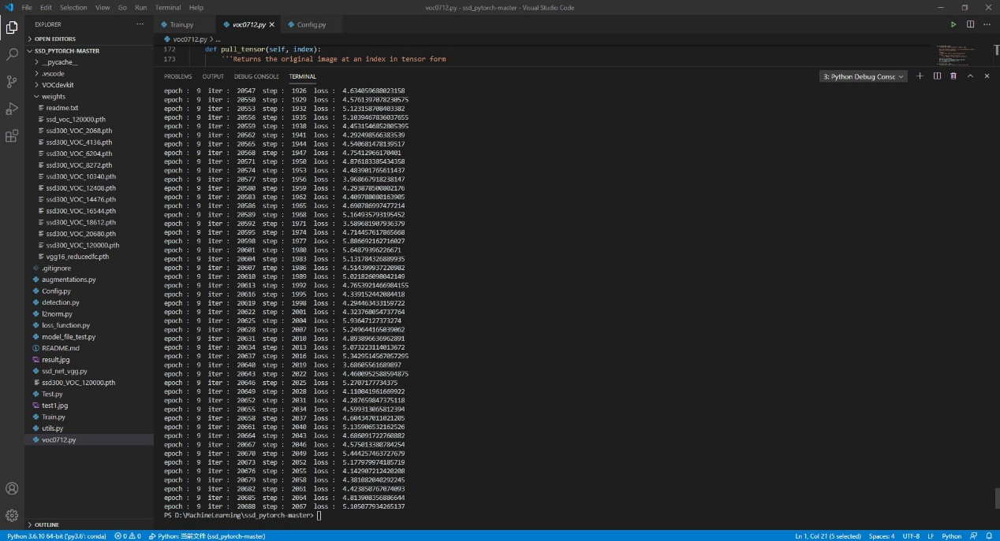 File Edit Selection View Go Run Terminal Help
voc0712.py - ssd_pytorch-master - Visual Studio Code
EXPLORER
OPEN EDITORS
SSD_PYTORCH-MASTER
__pycache__
.vscode
VOCdevkit
weights
readme.txt
ssd_voc_120000.pth
ssd300_VOC_2068.pth
ssd300_VOC_4136.pth
ssd300_VOC_6204.pth
ssd300_VOC_8272.pth
ssd300_VOC_10340.pth
ssd300_VOC_12408.pth
ssd300_VOC_14476.pth
ssd300_VOC_16544.pth
ssd300_VOC_18612.pth
ssd300_VOC_20680.pth
ssd300_VOC_120000.pth
vgg16_reducedfc.pth
.gitignore
augmentations.py
Config.py
detection.py
l2norm.py
loss_function.py
model_file_test.py
README.md
result.jpg
ssd_net_vgg.py
ssd300_VOC_120000.pth
Test.py
test1.jpg
Train.py
utils.py
voc0712.py
OUTLINE
Train.py voc0712.py Config.py
voc0712.py > ...
172 def pull_tensor(self, index):
173 '''Returns the original image at an index in tensor form
PROBLEMS OUTPUT DEBUG CONSOLE TERMINAL
3: Python Debug Consc
epoch : 9 iter : 20547 step : 1926 loss : 4.634059688023158
epoch : 9 iter : 20550 step : 1929 loss : 4.5761397078230575
epoch : 9 iter : 20553 step : 1932 loss : 5.123158708403382
epoch : 9 iter : 20556 step : 1935 loss : 5.1039467836037655
epoch : 9 iter : 20559 step : 1938 loss : 4.4531546852805395
epoch : 9 iter : 20562 step : 1941 loss : 4.292498566383539
epoch : 9 iter : 20565 step : 1944 loss : 4.540681478139517
epoch : 9 iter : 20568 step : 1947 loss : 4.75412966170401
epoch : 9 iter : 20571 step : 1950 loss : 4.876183385434358
epoch : 9 iter : 20574 step : 1953 loss : 4.483901765611437
epoch : 9 iter : 20577 step : 1956 loss : 3.968667918238147
epoch : 9 iter : 20580 step : 1959 loss : 4.293878500802176
epoch : 9 iter : 20583 step : 1962 loss : 4.409788080163905
epoch : 9 iter : 20586 step : 1965 loss : 4.690786997477214
epoch : 9 iter : 20589 step : 1968 loss : 5.164935793195452
epoch : 9 iter : 20592 step : 1971 loss : 3.589681907936379
epoch : 9 iter : 20595 step : 1974 loss : 4.714457617865668
epoch : 9 iter : 20598 step : 1977 loss : 5.886692162716027
epoch : 9 iter : 20601 step : 1980 loss : 5.64879396226671
epoch : 9 iter : 20604 step : 1983 loss : 5.131784326889935
epoch : 9 iter : 20607 step : 1986 loss : 4.514399937220982
epoch : 9 iter : 20610 step : 1989 loss : 5.021826098042149
epoch : 9 iter : 20613 step : 1992 loss : 4.7653921466984155
epoch : 9 iter : 20616 step : 1995 loss : 4.339152442084418
epoch : 9 iter : 20619 step : 1998 loss : 4.294463433159722
epoch : 9 iter : 20622 step : 2001 loss : 4.323768054737764
epoch : 9 iter : 20625 step : 2004 loss : 5.93647127373274
epoch : 9 iter : 20628 step : 2007 loss : 5.249644165039062
epoch : 9 iter : 20631 step : 2010 loss : 4.893896636962891
epoch : 9 iter : 20634 step : 2013 loss : 5.073223114013672
epoch : 9 iter : 20637 step : 2016 loss : 5.3429514567057295
epoch : 9 iter : 20640 step : 2019 loss : 3.68605561689897
epoch : 9 iter : 20643 step : 2022 loss : 4.4600952588594875
epoch : 9 iter : 20646 step : 2025 loss : 5.2707177734375
epoch : 9 iter : 20649 step : 2028 loss : 4.110041961669922
epoch : 9 iter : 20652 step : 2031 loss : 4.287659847375118
epoch : 9 iter : 20655 step : 2034 loss : 4.599313065812394
epoch : 9 iter : 20658 step : 2037 loss : 4.604347011021205
epoch : 9 iter : 20661 step : 2040 loss : 5.135906532162526
epoch : 9 iter : 20664 step : 2043 loss : 4.686091722760882
epoch : 9 iter : 20667 step : 2046 loss : 4.575013380784254
epoch : 9 iter : 20670 step : 2049 loss : 5.444257463727679
epoch : 9 iter : 20673 step : 2052 loss : 5.177979974185719
epoch : 9 iter : 20676 step : 2055 loss : 4.142907212420208
epoch : 9 iter : 20679 step : 2058 loss : 4.381082040292245
epoch : 9 iter : 20682 step : 2061 loss : 4.423850767074093
epoch : 9 iter : 20685 step : 2064 loss : 4.813908356886644
epoch : 9 iter : 20688 step : 2067 loss : 5.105077934265137
PS D:\MachineLearning\ssd_pytorch-master>
Python 3.6.10 64-bit ('py3.6': conda) 0 0 Python: 当前文件 (ssd_pytorch-master) Ln 1, Col 21 (5 selected) Spaces: 4 UTF-8 LF Python